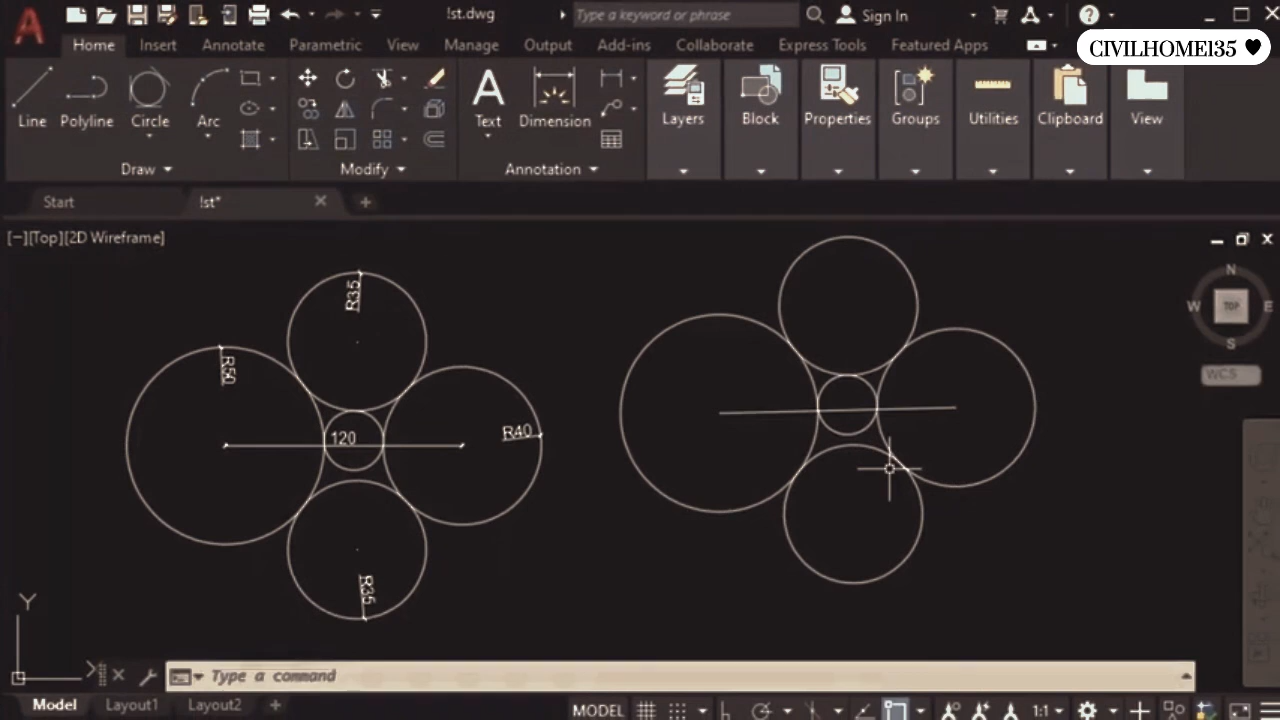 !st.dwg
Type a keyword or phrase
Sign In
Home Insert Annotate Parametric View Manage Output Add-ins Collaborate Express Tools Featured Apps
CIVILHOME135 ♥
Line Polyline Circle Arc
Text Dimension
Layers Block Properties Groups Utilities Clipboard View
Draw Modify Annotation
Start !st*
[−][Top][2D Wireframe]
N
W TOP E
S
WCS
R35
R50
R40
120
R35
Y
Type a command
Model Layout1 Layout2 +
MODEL
1:1